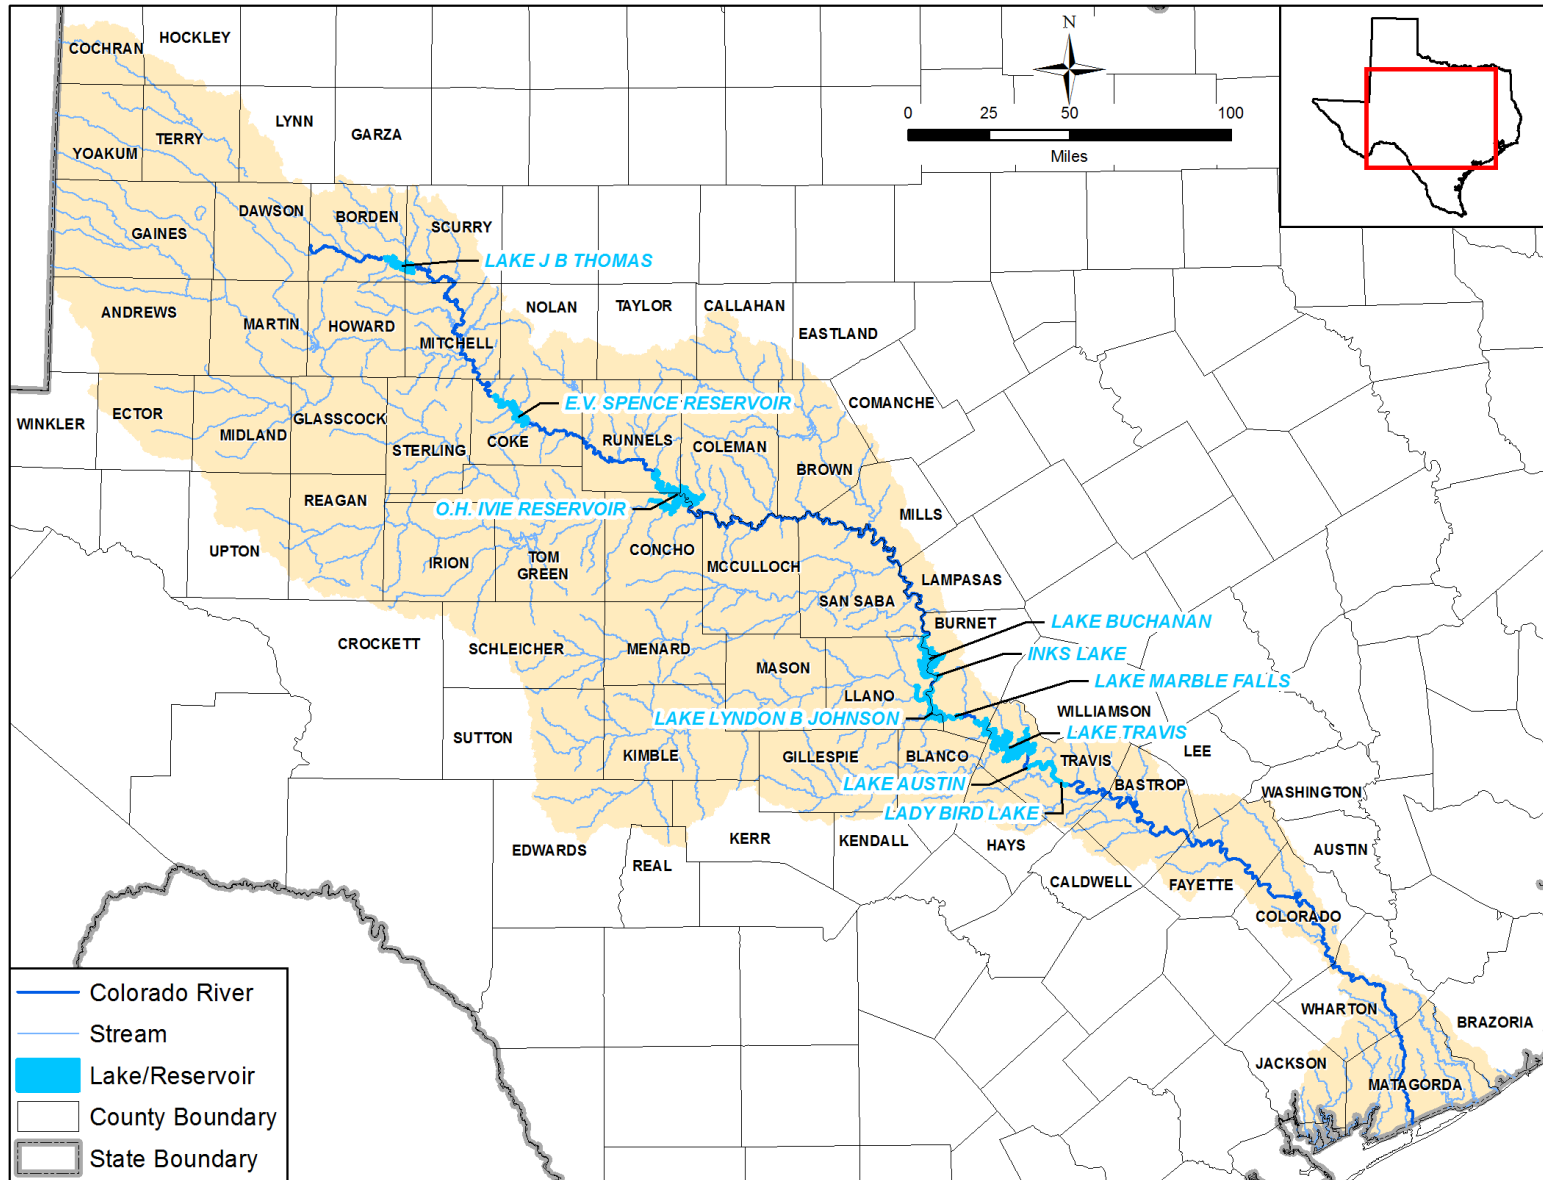 COCHRAN
HOCKLEY
N
0
25
50
100
Miles
YOAKUM
TERRY
LYNN
GARZA
GAINES
DAWSON
BORDEN
SCURRY
LAKE J B THOMAS
ANDREWS
MARTIN
HOWARD
MITCHELL
NOLAN
TAYLOR
CALLAHAN
EASTLAND
WINKLER
ECTOR
MIDLAND
GLASSCOCK
STERLING
COKE
E.V. SPENCE RESERVOIR
RUNNELS
COLEMAN
BROWN
COMANCHE
REAGAN
O.H. IVIE RESERVOIR
MILLS
UPTON
IRION
TOM
GREEN
CONCHO
MCCULLOCH
SAN SABA
LAMPASAS
BURNET
CROCKETT
SCHLEICHER
MENARD
MASON
LLANO
LAKE BUCHANAN
INKS LAKE
LAKE MARBLE FALLS
LAKE LYNDON B JOHNSON
WILLIAMSON
LAKE TRAVIS
SUTTON
KIMBLE
GILLESPIE
BLANCO
TRAVIS
LEE
LAKE AUSTIN
BASTROP
WASHINGTON
LADY BIRD LAKE
EDWARDS
REAL
KERR
KENDALL
HAYS
CALDWELL
FAYETTE
AUSTIN
COLORADO
WHARTON
BRAZORIA
JACKSON
MATAGORDA
Colorado River
Stream
Lake/Reservoir
County Boundary
State Boundary